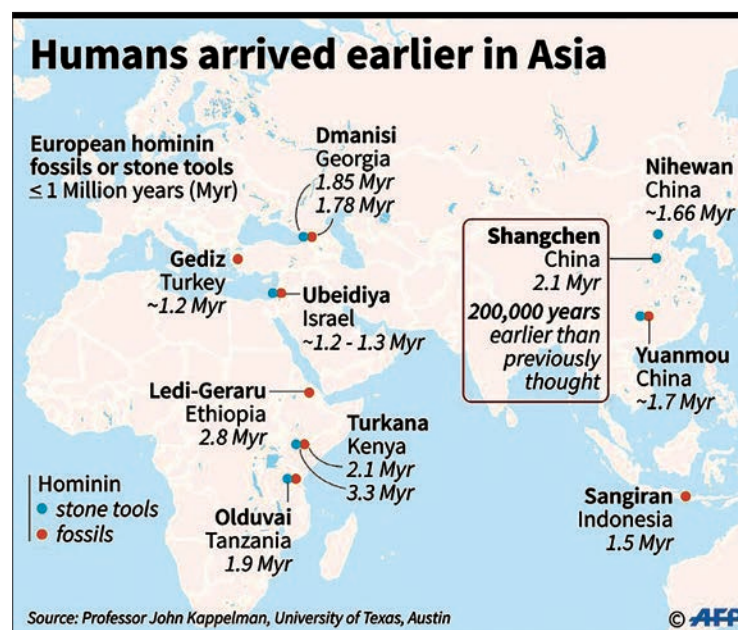 Humans arrived earlier in Asia
European hominin
fossils or stone tools
≤ 1 Million years (Myr)
Dmanisi
Georgia
1.85 Myr
1.78 Myr
Nihewan
China
~1.66 Myr
Shangchen
China
2.1 Myr
200,000 years
earlier than
previously
thought
Gediz
Turkey
~1.2 Myr
Ubeidiya
Israel
~1.2 - 1.3 Myr
Yuanmou
China
~1.7 Myr
Ledi-Geraru
Ethiopia
2.8 Myr
Turkana
Kenya
2.1 Myr
3.3 Myr
Hominin
stone tools
fossils
Olduvai
Tanzania
1.9 Myr
Sangiran
Indonesia
1.5 Myr
Source: Professor John Kappelman, University of Texas, Austin
© AFP